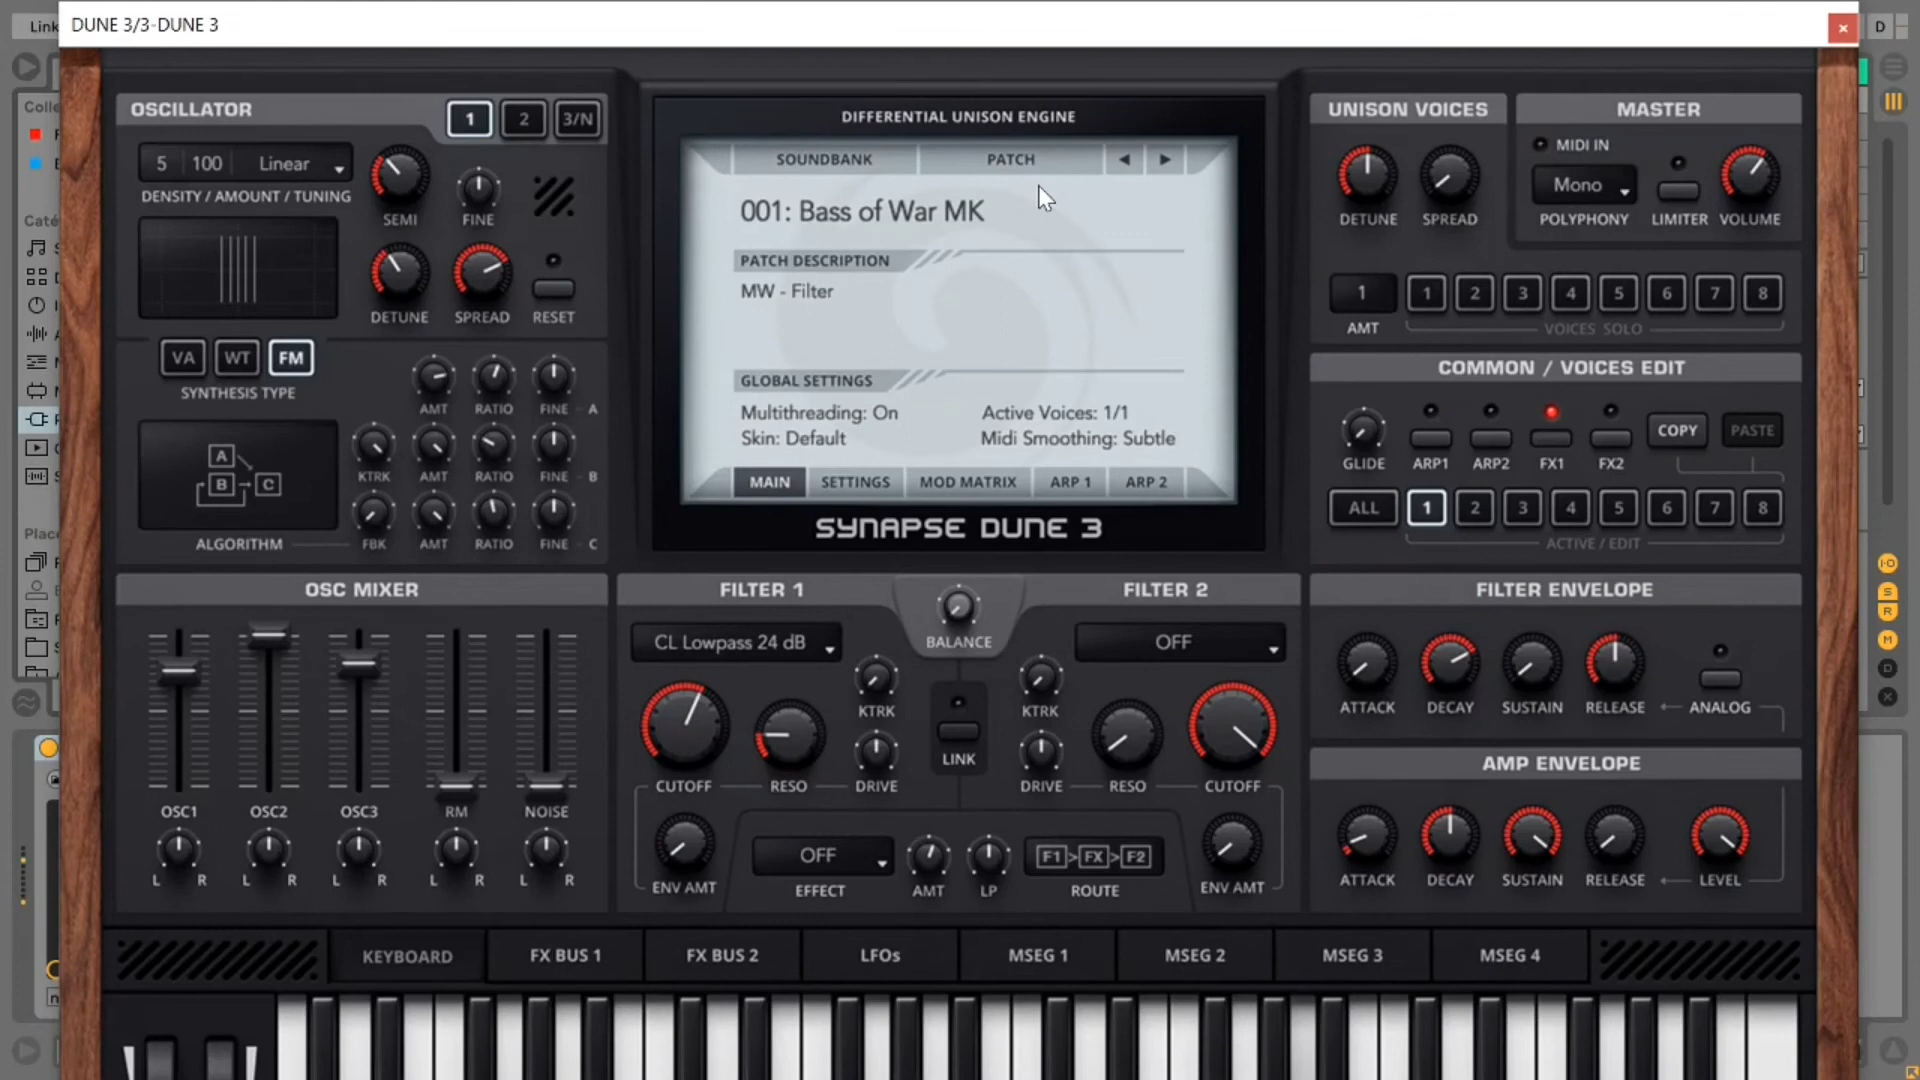 DUNE 3/3-DUNE 3
Link
D
Colle
Caté
Place
OSCILLATOR
1 2 3/N
5 100 Linear
DENSITY / AMOUNT / TUNING
SEMI FINE
DETUNE SPREAD RESET
VA WT FM
SYNTHESIS TYPE
AMT RATIO FINE A
KTRK AMT RATIO FINE B
FBK AMT RATIO FINE C
A
B C
ALGORITHM
DIFFERENTIAL UNISON ENGINE
SOUNDBANK PATCH
001: Bass of War MK
PATCH DESCRIPTION
MW - Filter
GLOBAL SETTINGS
Multithreading: On Active Voices: 1/1
Skin: Default Midi Smoothing: Subtle
MAIN SETTINGS MOD MATRIX ARP 1 ARP 2
SYNAPSE DUNE 3
UNISON VOICES
DETUNE SPREAD
MASTER
MIDI IN
Mono
POLYPHONY LIMITER VOLUME
1 1 2 3 4 5 6 7 8
AMT VOICES SOLO
COMMON / VOICES EDIT
COPY PASTE
GLIDE ARP1 ARP2 FX1 FX2
ALL 1 2 3 4 5 6 7 8
ACTIVE / EDIT
OSC MIXER
OSC1 OSC2 OSC3 RM NOISE
L R L R L R L R L R
FILTER 1
CL Lowpass 24 dB
KTRK
CUTOFF RESO DRIVE
ENV AMT
BALANCE
LINK
FILTER 2
OFF
KTRK
DRIVE RESO CUTOFF
ENV AMT
OFF
EFFECT AMT LP
F1>FX>F2
ROUTE
FILTER ENVELOPE
ATTACK DECAY SUSTAIN RELEASE ANALOG
AMP ENVELOPE
ATTACK DECAY SUSTAIN RELEASE LEVEL
KEYBOARD FX BUS 1 FX BUS 2 LFOs MSEG 1 MSEG 2 MSEG 3 MSEG 4
I·O
S
R
M
D